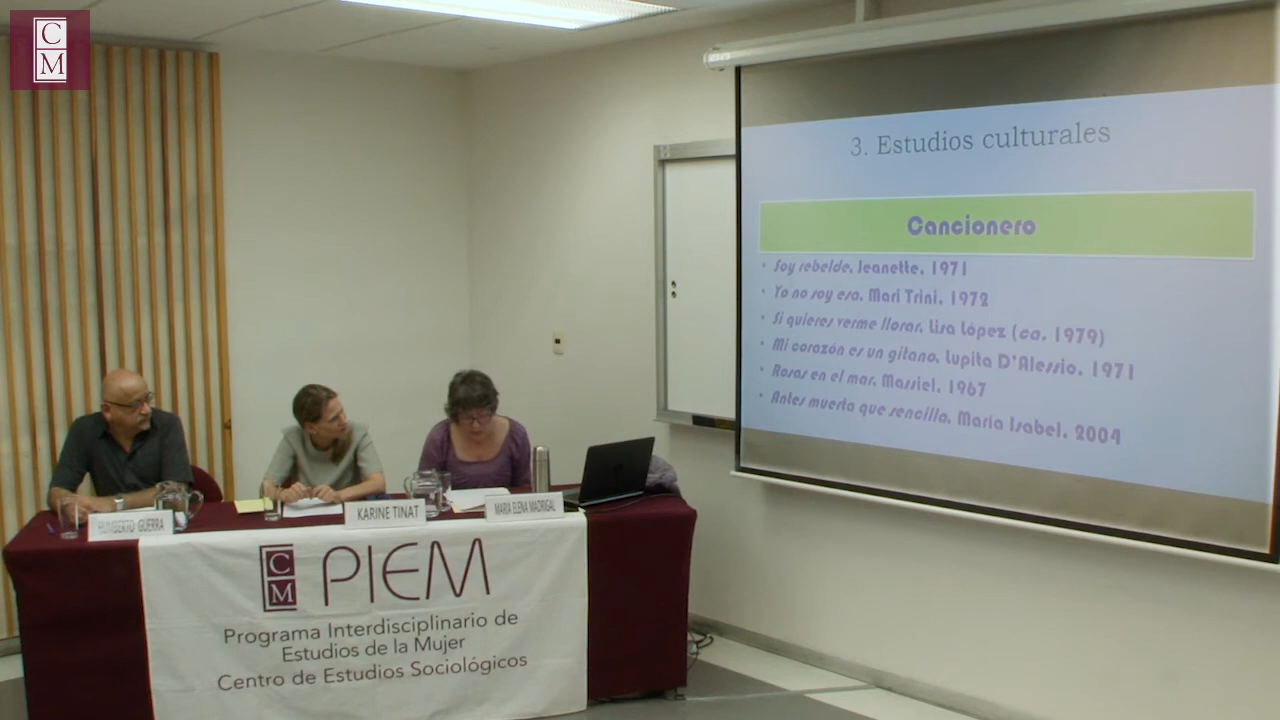 C
M
3. Estudios culturales
Cancionero
• Soy rebelde, Jeanette, 1971
• Yo no soy esa, Mari Trini, 1972
• Si quieres verme llorar, Lisa López (ca. 1979)
• Mi corazón es un gitano, Lupita D'Alessio, 1971
• Rosas en el mar, Massiel, 1967
• Antes muerta que sencilla, María Isabel, 2004
HUMBERTO GUERRA
KARINE TINAT
MARIA ELENA MADRIGAL
C
M
PIEM
Programa Interdisciplinario de
Estudios de la Mujer
Centro de Estudios Sociológicos